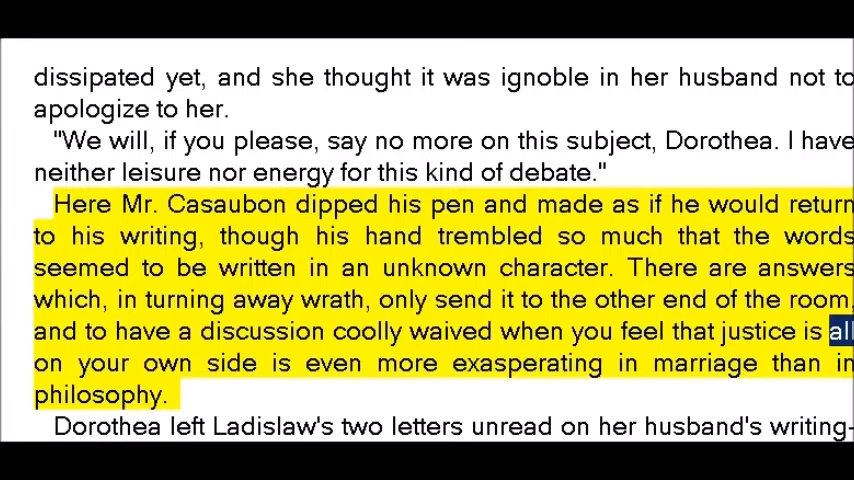 dissipated yet, and she thought it was ignoble in her husband not to
apologize to her.
"We will, if you please, say no more on this subject, Dorothea. I have
neither leisure nor energy for this kind of debate."
Here Mr. Casaubon dipped his pen and made as if he would return
to his writing, though his hand trembled so much that the words
seemed to be written in an unknown character. There are answers
which, in turning away wrath, only send it to the other end of the room,
and to have a discussion coolly waived when you feel that justice is all
on your own side is even more exasperating in marriage than in
philosophy.
Dorothea left Ladislaw's two letters unread on her husband's writing-